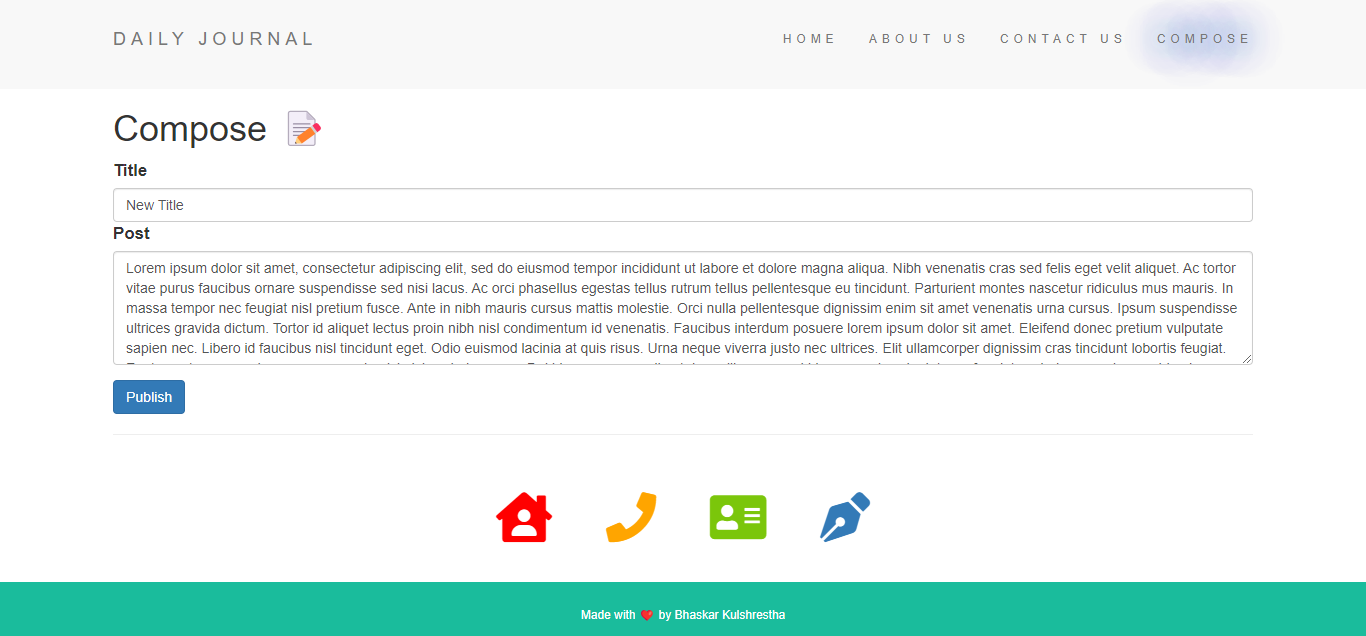 DAILY JOURNAL
HOME ABOUT US CONTACT US COMPOSE
Compose
Title
New Title
Post
Lorem ipsum dolor sit amet, consectetur adipiscing elit, sed do eiusmod tempor incididunt ut labore et dolore magna aliqua. Nibh venenatis cras sed felis eget velit aliquet. Ac tortor
vitae purus faucibus ornare suspendisse sed nisi lacus. Ac orci phasellus egestas tellus rutrum tellus pellentesque eu tincidunt. Parturient montes nascetur ridiculus mus mauris. In
massa tempor nec feugiat nisl pretium fusce. Ante in nibh mauris cursus mattis molestie. Orci nulla pellentesque dignissim enim sit amet venenatis urna cursus. Ipsum suspendisse
ultrices gravida dictum. Tortor id aliquet lectus proin nibh nisl condimentum id venenatis. Faucibus interdum posuere lorem ipsum dolor sit amet. Eleifend donec pretium vulputate
sapien nec. Libero id faucibus nisl tincidunt eget. Odio euismod lacinia at quis risus. Urna neque viverra justo nec ultrices. Elit ullamcorper dignissim cras tincidunt lobortis feugiat.
Publish
Made with ❤️ by Bhaskar Kulshrestha